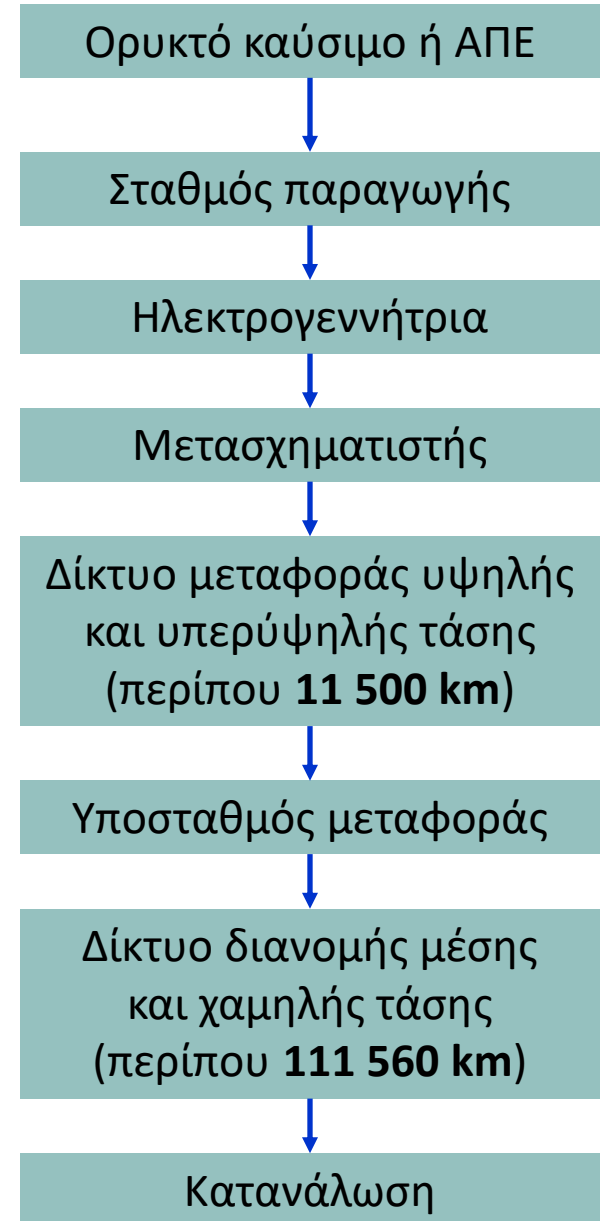 Ορυκτό καύσιμο ή ΑΠΕ
Σταθμός παραγωγής
Ηλεκτρογεννήτρια
Μετασχηματιστής
Δίκτυο μεταφοράς υψηλής
και υπερύψηλής τάσης
(περίπου 11 500 km)
Υποσταθμός μεταφοράς
Δίκτυο διανομής μέσης
και χαμηλής τάσης
(περίπου 111 560 km)
Κατανάλωση